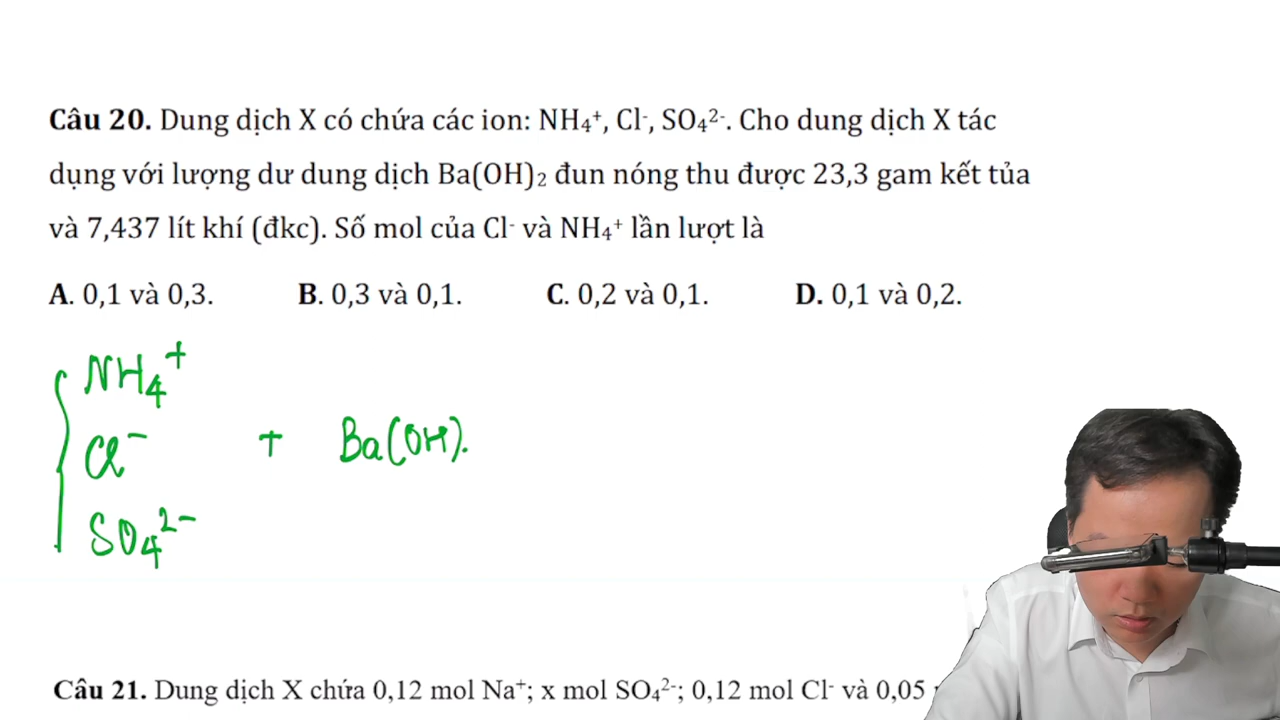 Câu 20. Dung dịch X có chứa các ion: NH₄⁺, Cl⁻, SO₄²⁻. Cho dung dịch X tác
dụng với lượng dư dung dịch Ba(OH)₂ đun nóng thu được 23,3 gam kết tủa
và 7,437 lít khí (đkc). Số mol của Cl⁻ và NH₄⁺ lần lượt là
A. 0,1 và 0,3. B. 0,3 và 0,1. C. 0,2 và 0,1. D. 0,1 và 0,2.
NH₄⁺
Cl⁻ + Ba(OH).
SO₄²⁻
Câu 21. Dung dịch X chứa 0,12 mol Na⁺; x mol SO₄²⁻; 0,12 mol Cl⁻ và 0,05